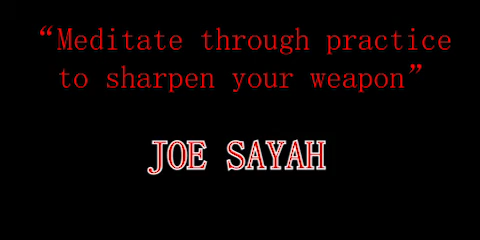 “Meditate through practice
to sharpen your weapon”
JOE SAYAH